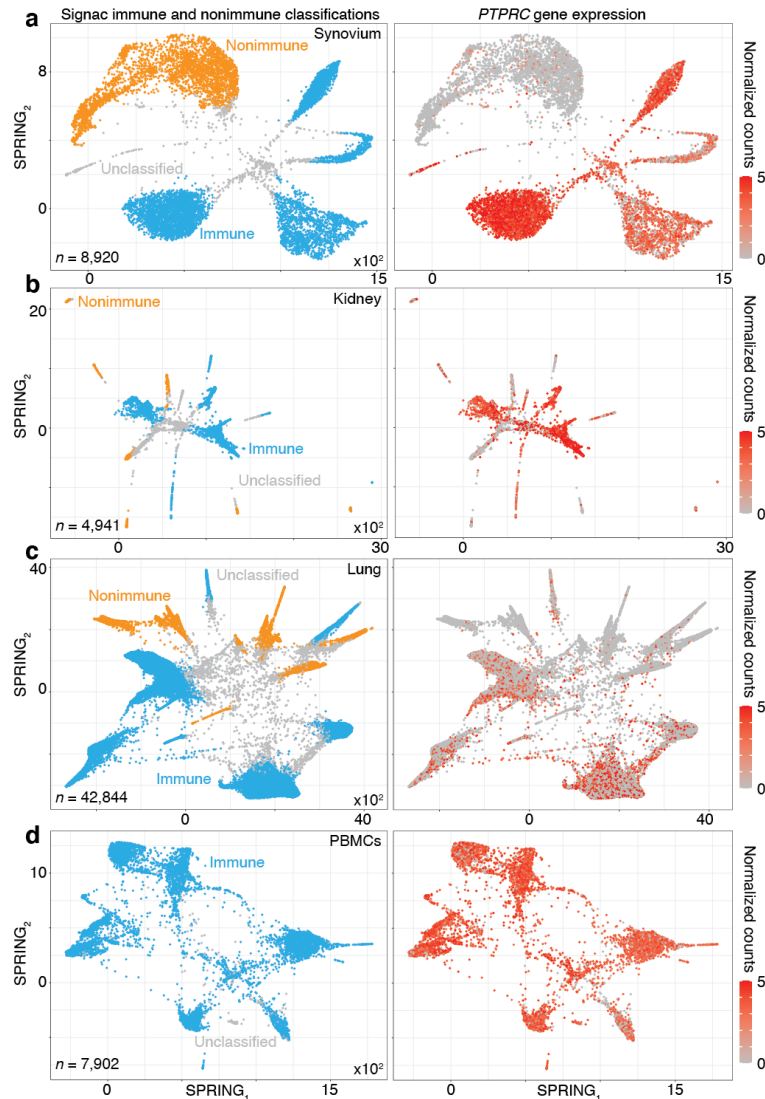 a
Signac immune and nonimmune classifications
PTPRC gene expression
Nonimmune
Synovium
8
SPRING2
Unclassified
0
Immune
n = 8,920
x10²
0
15
0
15
Normalized counts
5
0
b
20
Nonimmune
Kidney
SPRING2
0
Immune
Unclassified
n = 4,941
x10²
0
30
0
30
Normalized counts
5
0
c
40
Unclassified
Lung
Nonimmune
SPRING2
0
Immune
n = 42,844
x10²
0
40
0
40
Normalized counts
5
0
d
PBMCs
10
Immune
SPRING2
0
Unclassified
n = 7,902
x10²
0
SPRING1
15
0
SPRING1
15
Normalized counts
5
0